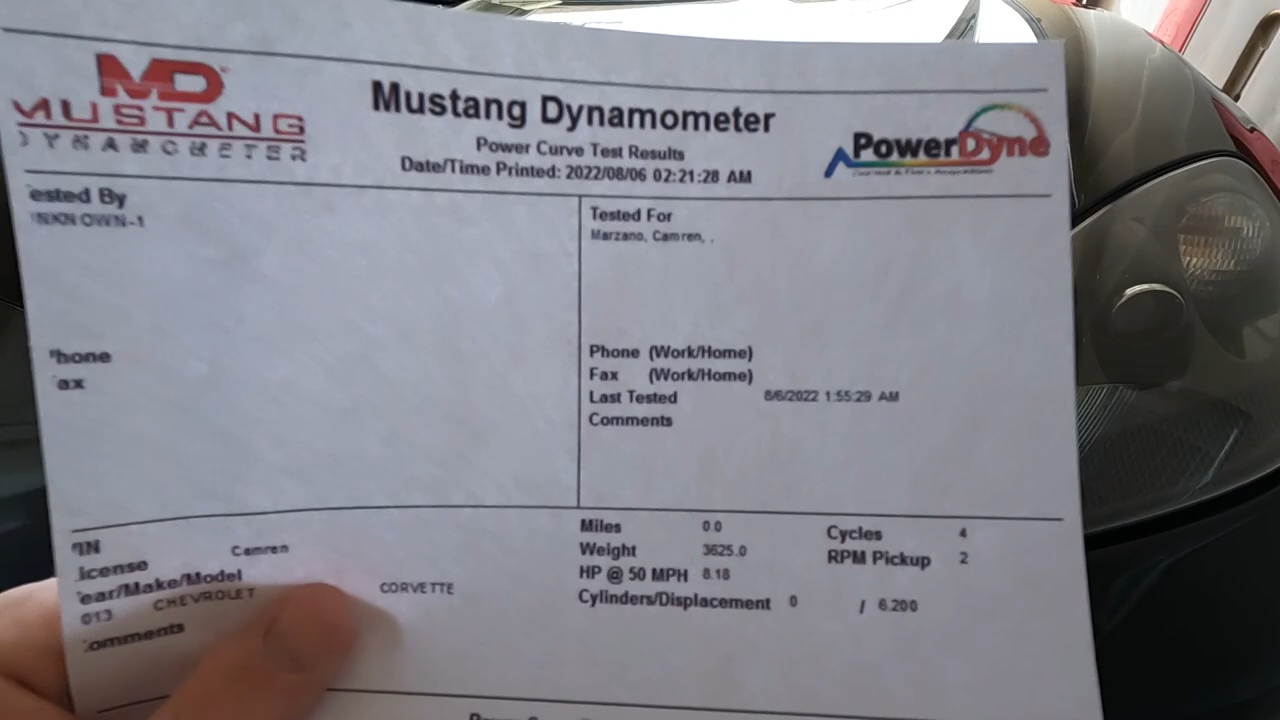 MD
MUSTANG
DYNAMOMETER
Mustang Dynamometer
Power Curve Test Results
Date/Time Printed: 2022/08/06 02:21:28 AM
PowerDyne
ested By
NKNOWN-1
hone
ax
Tested For
Marzano, Camren, .
Phone (Work/Home)
Fax (Work/Home)
Last Tested 8/6/2022 1:55:29 AM
Comments
IN
icense Camren
ear/Make/Model
013 CHEVROLET CORVETTE
omments
Miles 0.0
Weight 3625.0
HP @ 50 MPH 8.18
Cylinders/Displacement 0 / 6.200
Cycles 4
RPM Pickup 2